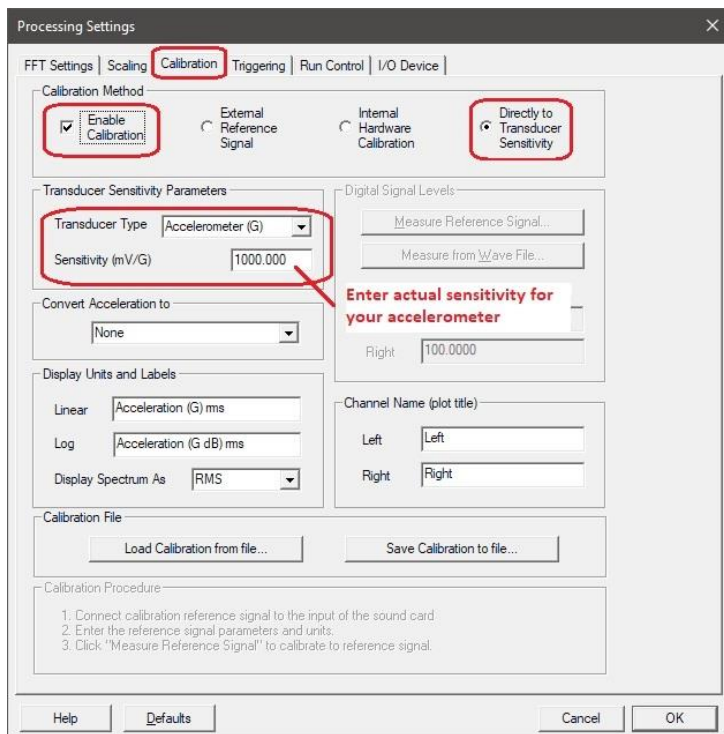 Processing Settings
FFT Settings
Scaling
Calibration
Triggering
Run Control
I/O Device
Calibration Method
Enable
Calibration
External
Reference
Signal
Internal
Hardware
Calibration
Directly to
Transducer
Sensitivity
Transducer Sensitivity Parameters
Transducer Type
Accelerometer (G)
Sensitivity (mV/G)
1000.000
Digital Signal Levels
Measure Reference Signal...
Measure from Wave File...
Enter actual sensitivity for
your accelerometer
Right
100.0000
Convert Acceleration to
None
Display Units and Labels
Linear
Acceleration (G) rms
Log
Acceleration (G dB) rms
Display Spectrum As
RMS
Channel Name (plot title)
Left
Left
Right
Right
Calibration File
Load Calibration from file...
Save Calibration to file...
Calibration Procedure
1. Connect calibration reference signal to the input of the sound card
2. Enter the reference signal parameters and units.
3. Click "Measure Reference Signal" to calibrate to reference signal.
Help
Defaults
Cancel
OK